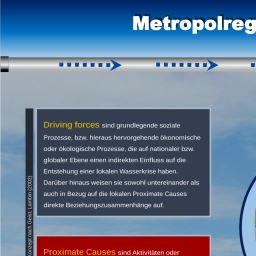 Metropolreg
Driving forces sind grundlegende soziale
Prozesse, bzw. hieraus hervorgehende ökonomische
oder ökologische Prozesse, die auf nationaler bzw.
globaler Ebene einen indirekten Einfluss auf die
Entstehung einer lokalen Wasserkrise haben.
Darüber hinaus weisen sie sowohl untereinander als
auch in Bezug auf die lokalen Proximate Causes
direkte Beziehungszusammenhänge auf.
Proximate Causes sind Aktivitäten oder
nach Geist, Lambin (2002)